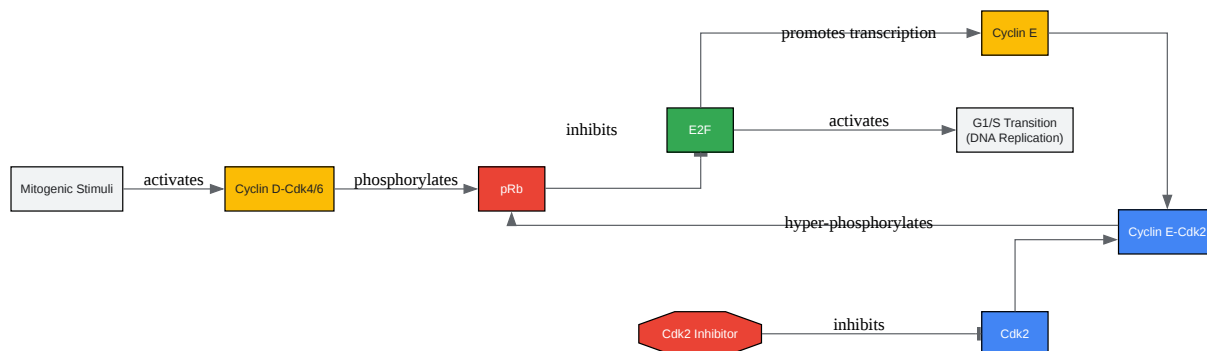 promotes transcription
Cyclin E
inhibits
E2F
activates
G1/S Transition
(DNA Replication)
Mitogenic Stimuli
activates
Cyclin D-Cdk4/6
phosphorylates
pRb
hyper-phosphorylates
Cyclin E-Cdk2
Cdk2 Inhibitor
inhibits
Cdk2